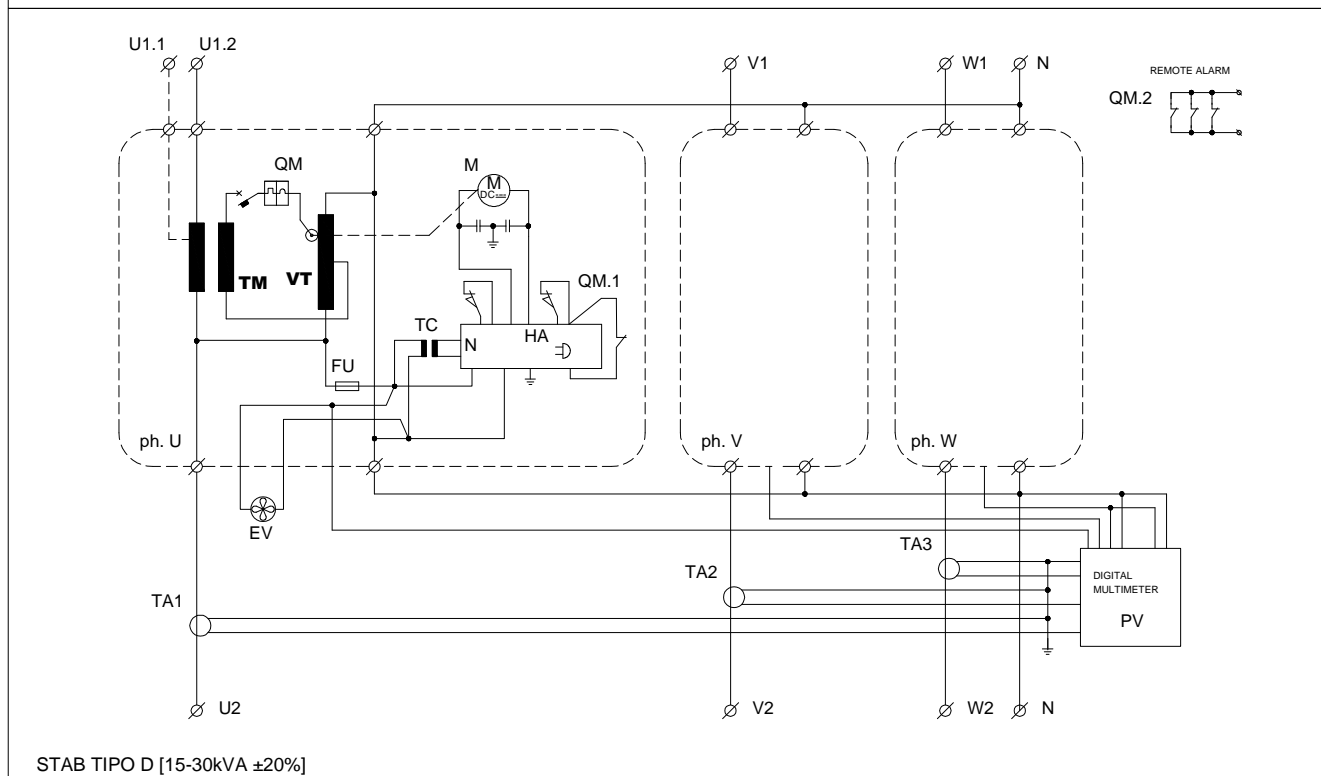 U1.1
U1.2
V1
W1
N
REMOTE ALARM
QM.2
QM
M
M
DC
TM
VT
QM.1
TC
N
HA
FU
ph. U
ph. V
ph. W
EV
TA3
TA2
TA1
DIGITAL
MULTIMETER
PV
U2
V2
W2
N
STAB TIPO D [15-30kVA ±20%]